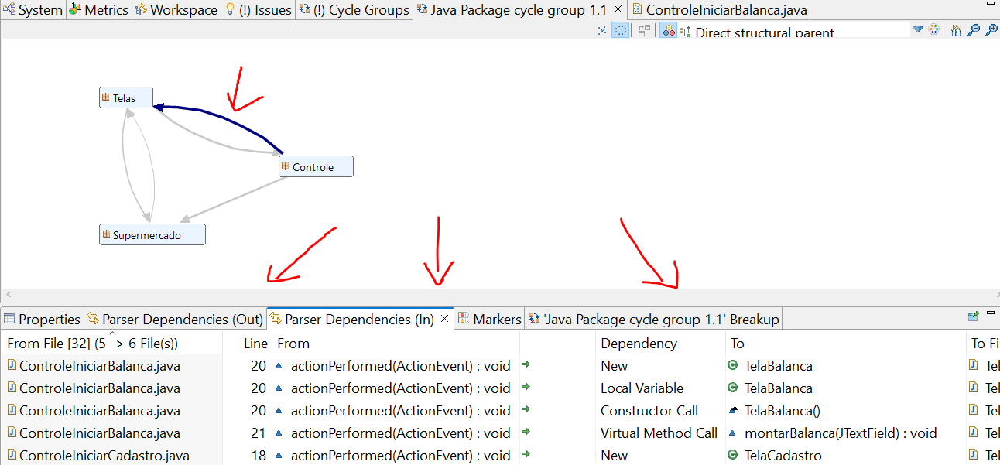 System Metrics Workspace (!) Issues (!) Cycle Groups Java Package cycle group 1.1 ControleIniciarBalanca.java
Direct structural parent
Telas
Controle
Supermercado
Properties Parser Dependencies (Out) Parser Dependencies (In) Markers 'Java Package cycle group 1.1' Breakup
From File [32] (5 -> 6 File(s)) Line From Dependency To To Fi
ControleIniciarBalanca.java 20 actionPerformed(ActionEvent) : void New TelaBalanca Tel
ControleIniciarBalanca.java 20 actionPerformed(ActionEvent) : void Local Variable TelaBalanca Tel
ControleIniciarBalanca.java 20 actionPerformed(ActionEvent) : void Constructor Call TelaBalanca() Tel
ControleIniciarBalanca.java 21 actionPerformed(ActionEvent) : void Virtual Method Call montarBalanca(JTextField) : void Tel
ControleIniciarCadastro.java 18 actionPerformed(ActionEvent) : void New TelaCadastro Tel